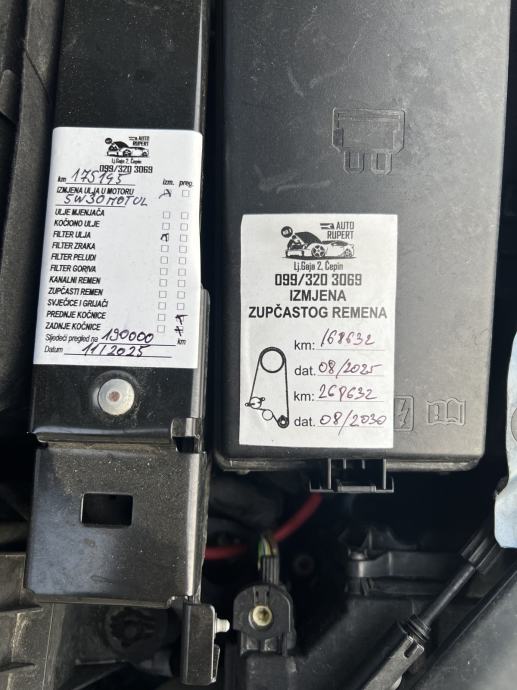 AUTO
RUPERT
Lj.Gaja 2, Čepin
099/320 3069
km 175195 izm. preg.
IZMJENA ULJA U MOTORU
5W30 MOTUL
ULJE MJENJAČA
KOČIONO ULJE
FILTER ULJA
FILTER ZRAKA
FILTER PELUDI
FILTER GORIVA
KANALNI REMEN
ZUPČASTI REMEN
SVJEĆICE I GRIJAČI
PREDNJE KOČNICE
ZADNJE KOČNICE
Sljedeći pregled na 190000 km
Datum 11/2025
AUTO
RUPERT
Lj.Gaja 2, Čepin
099/320 3069
IZMJENA
ZUPČASTOG REMENA
km: 168632
dat. 08/2025
km: 268632
dat. 08/2030